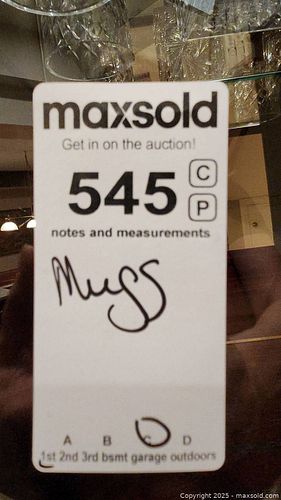 maxsold
Get in on the auction!
545 C
P
notes and measurements
Mugs
A B C D
1st 2nd 3rd bsmt garage outdoors
Copyright © 2025 - maxsold.com